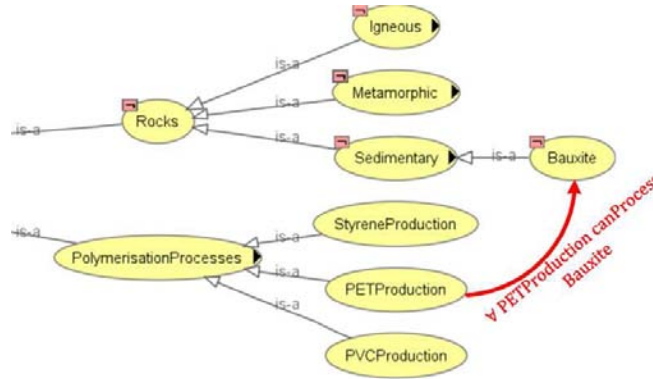 Igneous
is-a
Metamorphic
is-a
Rocks
is-a
is-a
Sedimentary
is-a
Bauxite
StyreneProduction
is-a
is-a
PolymerisationProcesses
is-a
PETProduction
∀ PETProduction canProcess
Bauxite
is-a
PVCProduction